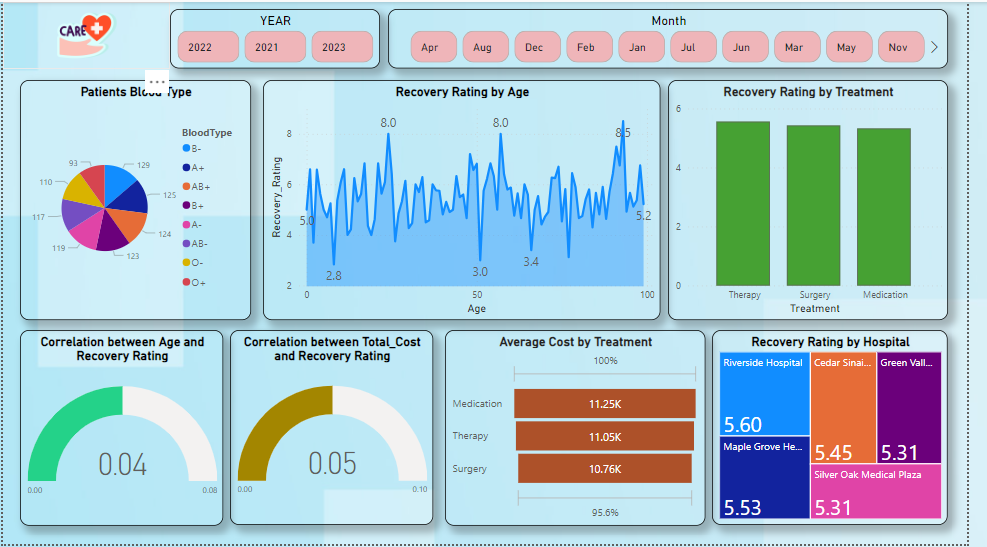 CARE
YEAR
2022
2021
2023
Month
Apr
Aug
Dec
Feb
Jan
Jul
Jun
Mar
May
Nov
Patients Blood Type
BloodType
B-
A+
AB+
B+
A-
AB-
O-
O+
129
125
124
123
119
117
110
93
Recovery Rating by Age
Recovery_Rating
8
6
4
2
5.0
2.8
8.0
3.0
8.0
3.4
8.5
5.2
0
50
100
Age
Recovery Rating by Treatment
6
4
2
0
Therapy
Surgery
Medication
Treatment
Correlation between Age and
Recovery Rating
0.04
0.00
0.08
Correlation between Total_Cost
and Recovery Rating
0.05
0.00
0.10
Average Cost by Treatment
100%
Medication
11.25K
Therapy
11.05K
Surgery
10.76K
95.6%
Recovery Rating by Hospital
Riverside Hospital
5.60
Cedar Sinai...
5.45
Green Vall...
5.31
Maple Grove He...
5.53
Silver Oak Medical Plaza
5.31